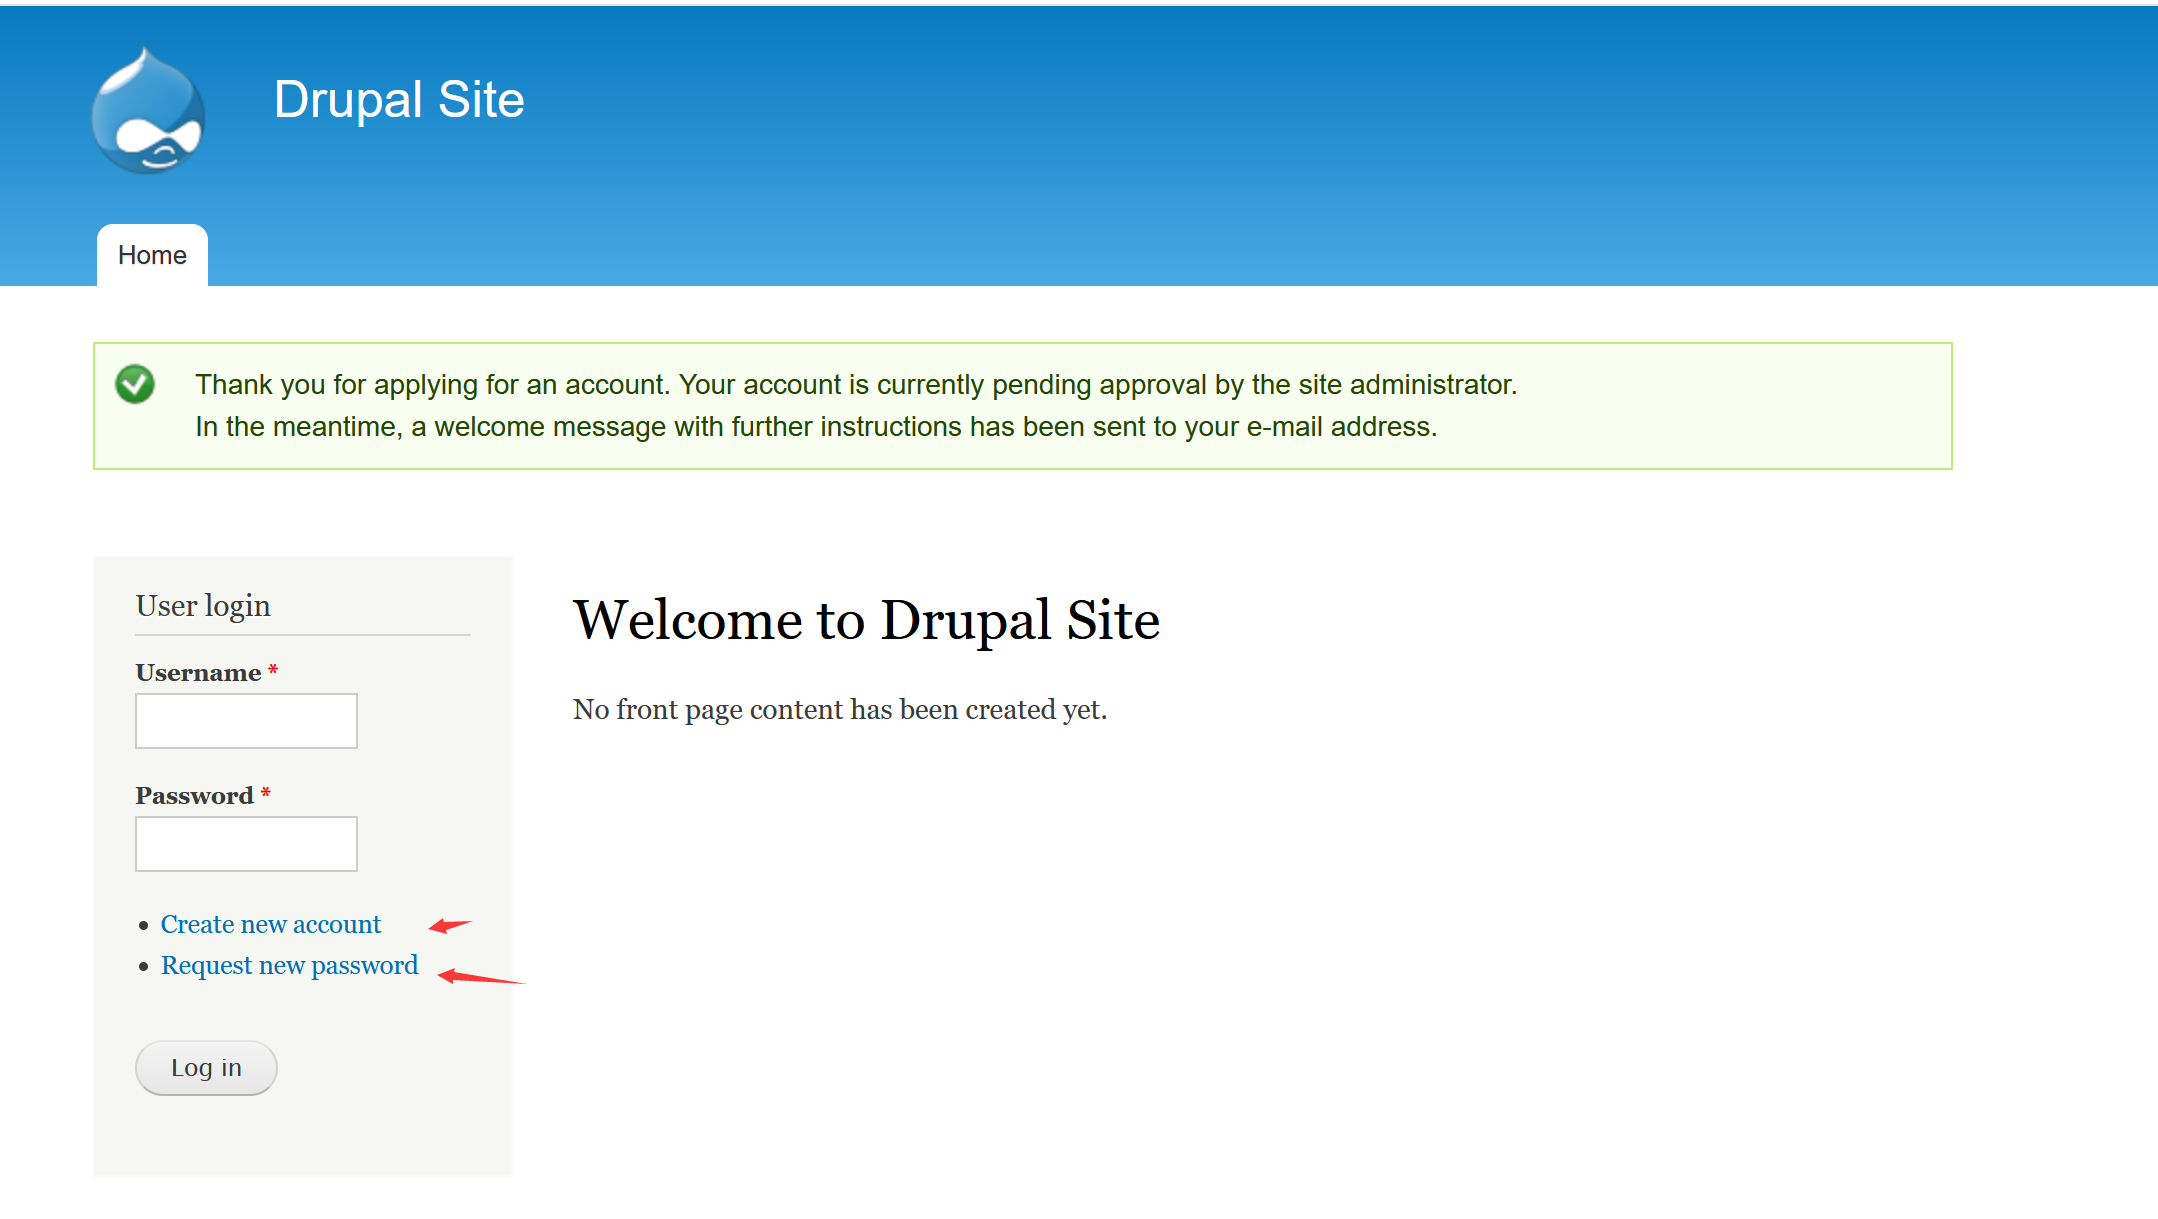 Drupal Site
Home
Thank you for applying for an account. Your account is currently pending approval by the site administrator.
In the meantime, a welcome message with further instructions has been sent to your e-mail address.
User login
Username *
Password *
Create new account
Request new password
Log in
Welcome to Drupal Site
No front page content has been created yet.